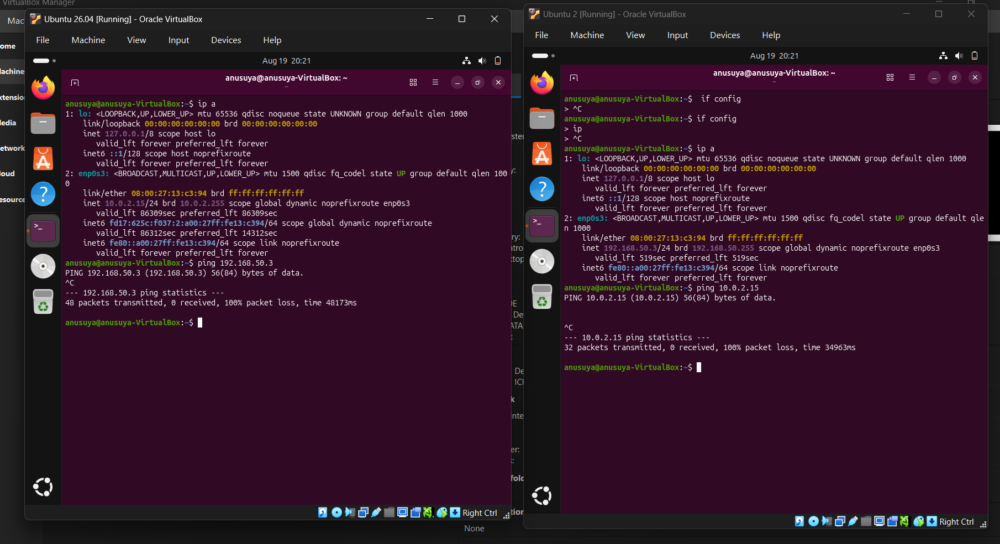 VirtualBox Manager
Mac
ome
achines
xtensio
edia
etwork
oud
esource
Ubuntu 26.04 [Running] - Oracle VirtualBox
File Machine View Input Devices Help
Aug 19 20:21
anusuya@anusuya-VirtualBox: ~
~
anusuya@anusuya-VirtualBox:~$ ip a
1: lo: <LOOPBACK,UP,LOWER_UP> mtu 65536 qdisc noqueue state UNKNOWN group default qlen 1000
link/loopback 00:00:00:00:00:00 brd 00:00:00:00:00:00
inet 127.0.0.1/8 scope host lo
valid_lft forever preferred_lft forever
inet6 ::1/128 scope host noprefixroute
valid_lft forever preferred_lft forever
2: enp0s3: <BROADCAST,MULTICAST,UP,LOWER_UP> mtu 1500 qdisc fq_codel state UP group default qlen 100
0
link/ether 08:00:27:13:c3:94 brd ff:ff:ff:ff:ff:ff
inet 10.0.2.15/24 brd 10.0.2.255 scope global dynamic noprefixroute enp0s3
valid_lft 86309sec preferred_lft 86309sec
inet6 fd17:625c:f037:2:a00:27ff:fe13:c394/64 scope global dynamic noprefixroute
valid_lft 86312sec preferred_lft 14312sec
inet6 fe80::a00:27ff:fe13:c394/64 scope link noprefixroute
valid_lft forever preferred_lft forever
anusuya@anusuya-VirtualBox:~$ ping 192.168.50.3
PING 192.168.50.3 (192.168.50.3) 56(84) bytes of data.
^C
--- 192.168.50.3 ping statistics ---
48 packets transmitted, 0 received, 100% packet loss, time 48173ms
anusuya@anusuya-VirtualBox:~$
Right Ctrl
None
syster
y:
ry:
ntro
ktop
DE
De
ATA
:
De
ICI
k
nte
er:
s:
fold
tion
Ubuntu 2 [Running] - Oracle VirtualBox
File Machine View Input Devices Help
Aug 19 20:21
anusuya@anusuya-VirtualBox: ~
~
anusuya@anusuya-VirtualBox:~$  if config
> ^C
anusuya@anusuya-VirtualBox:~$ if config
> ip
> ^C
anusuya@anusuya-VirtualBox:~$ ip a
1: lo: <LOOPBACK,UP,LOWER_UP> mtu 65536 qdisc noqueue state UNKNOWN group default qlen 1000
link/loopback 00:00:00:00:00:00 brd 00:00:00:00:00:00
inet 127.0.0.1/8 scope host lo
valid_lft forever preferred_lft forever
inet6 ::1/128 scope host noprefixroute
valid_lft forever preferred_lft forever
2: enp0s3: <BROADCAST,MULTICAST,UP,LOWER_UP> mtu 1500 qdisc fq_codel state UP group default qle
n 1000
link/ether 08:00:27:13:c3:94 brd ff:ff:ff:ff:ff:ff
inet 192.168.50.3/24 brd 192.168.50.255 scope global dynamic noprefixroute enp0s3
valid_lft 519sec preferred_lft 519sec
inet6 fe80::a00:27ff:fe13:c394/64 scope link noprefixroute
valid_lft forever preferred_lft forever
anusuya@anusuya-VirtualBox:~$ ping 10.0.2.15
PING 10.0.2.15 (10.0.2.15) 56(84) bytes of data.
^C
--- 10.0.2.15 ping statistics ---
32 packets transmitted, 0 received, 100% packet loss, time 34963ms
anusuya@anusuya-VirtualBox:~$
Right Ctrl